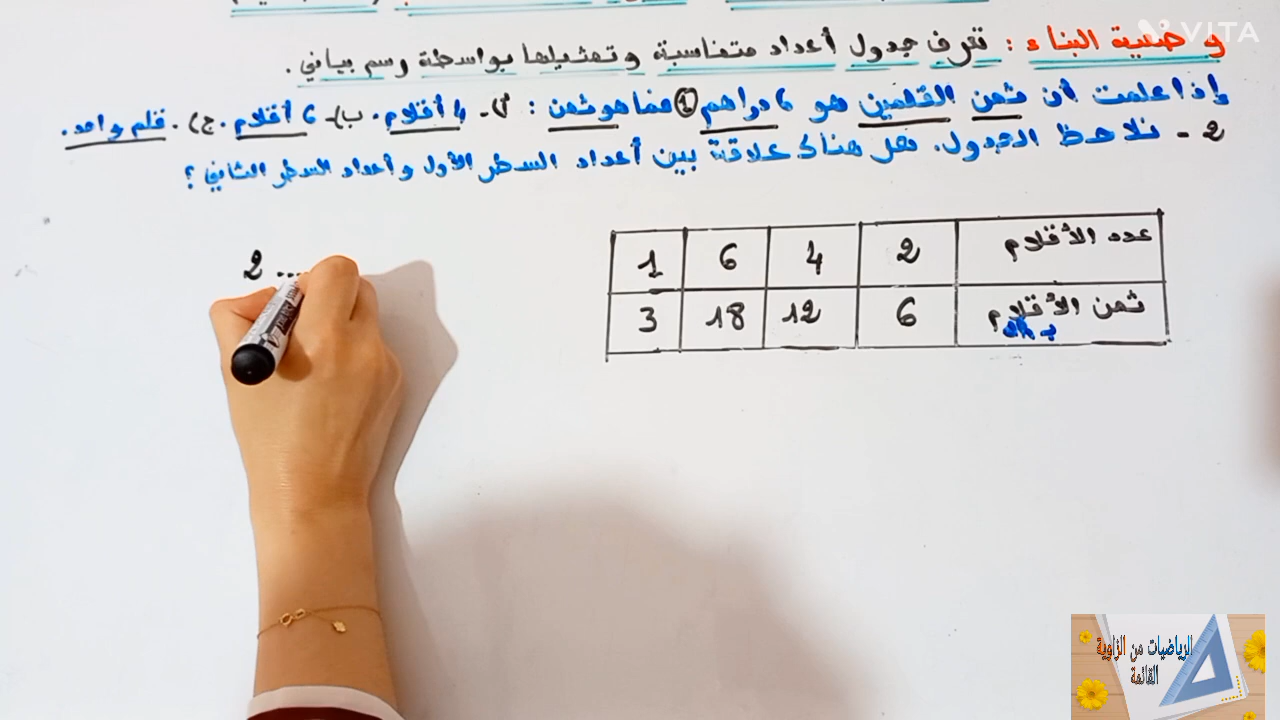 VITA
وضعية البناء : تعرف جدول أعداد متناسبة وتمثيلها بواسطة رسم بياني.
إذا علمت أن ثمن القلمين هو 6 دراهم ① فما هو ثمن : أ- 4 أقلام. ب)- 6 أقلام. ج). قلم واحد.
2 - نلاحظ الجدول. هل هناك علاقة بين أعداد السطر الأول وأعداد السطر الثاني ؟
عدد الأقلام 2 4 6 1
ثمن الأقلام 6 12 18 3
بـ dh
2 ...
الرياضيات من الزاوية
القائمة